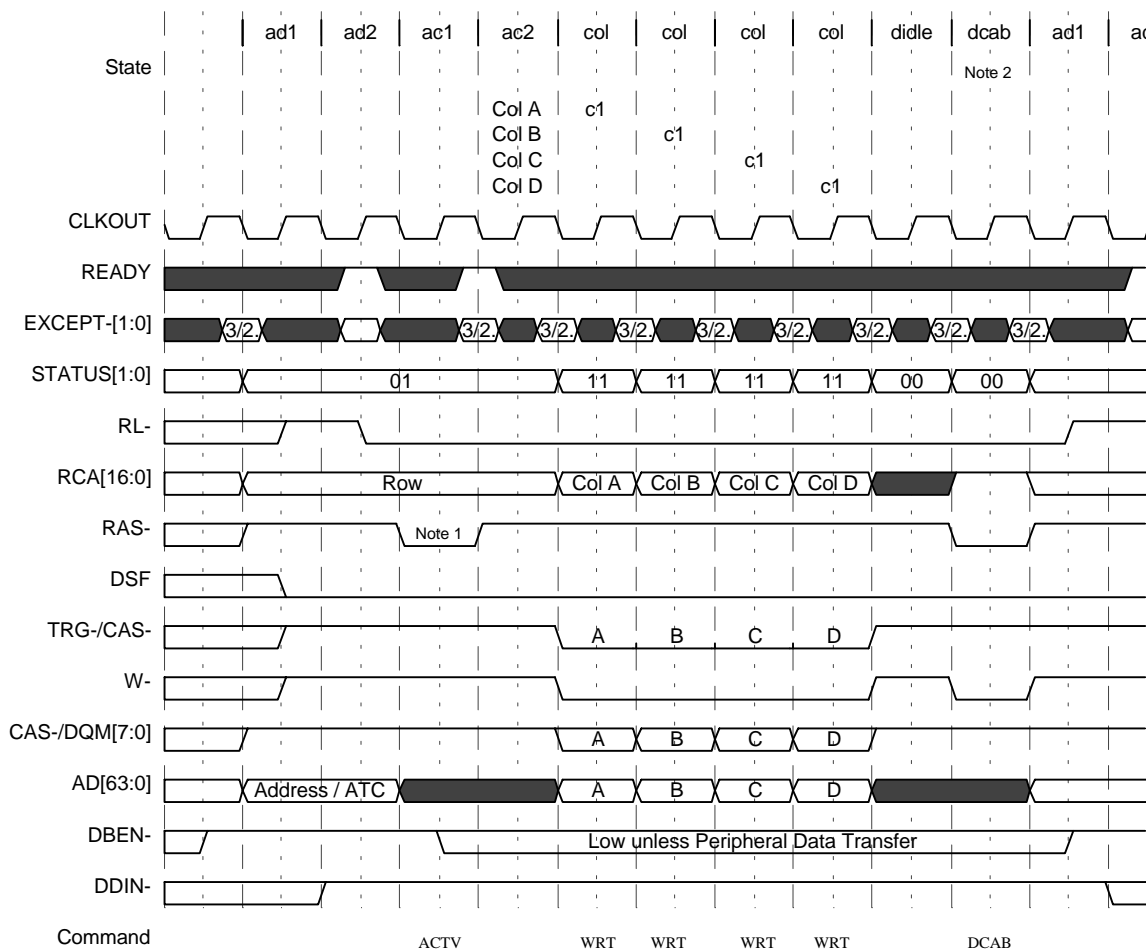 ad1 ad2 ac1 ac2 col col col col didle dcab ad1
State Note 2
Col A c1
Col B c1
Col C c1
Col D c1
CLKOUT
READY
EXCEPT-[1:0] 3/2. 3/2. 3/2. 3/2. 3/2. 3/2. 3/2. 3/2. 3/2.
STATUS[1:0] 01 11 11 11 11 00 00
RL-
RCA[16:0] Row Col A Col B Col C Col D
RAS- Note 1
DSF
TRG-/CAS- A B C D
W-
CAS-/DQM[7:0] A B C D
AD[63:0] Address / ATC A B C D
DBEN- Low unless Peripheral Data Transfer
DDIN-
Command ACTV WRT WRT WRT WRT DCAB